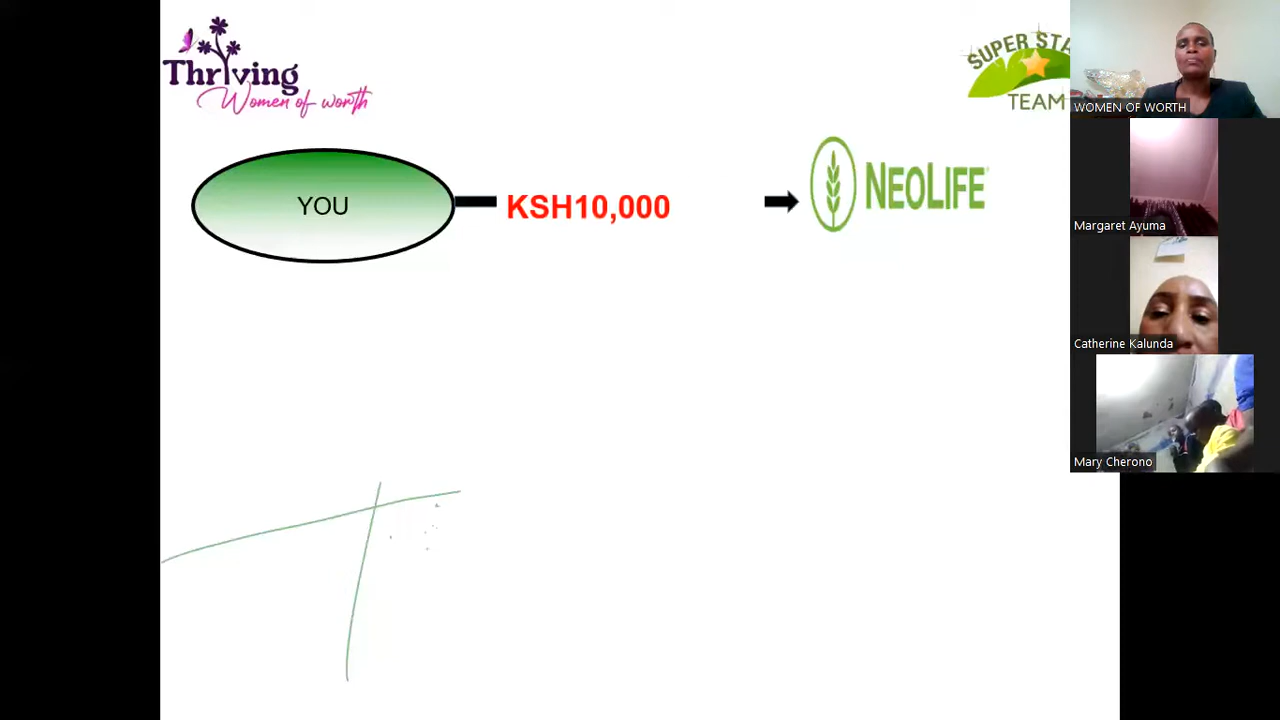 Thriving
Women of worth
SUPER STA
TEAM
YOU
KSH10,000
NEOLIFE
WOMEN OF WORTH
Margaret Ayuma
Catherine Kalunda
Mary Cherono